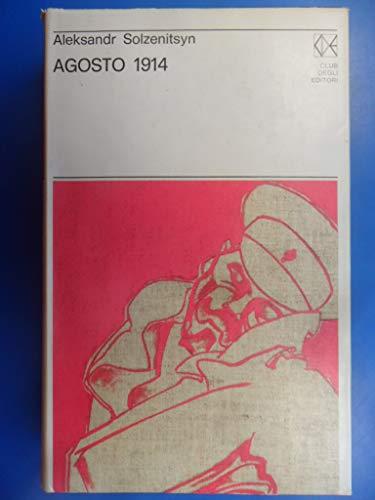 Aleksandr Solzenitsyn
AGOSTO 1914
CLUB
DEGLI
EDITORI